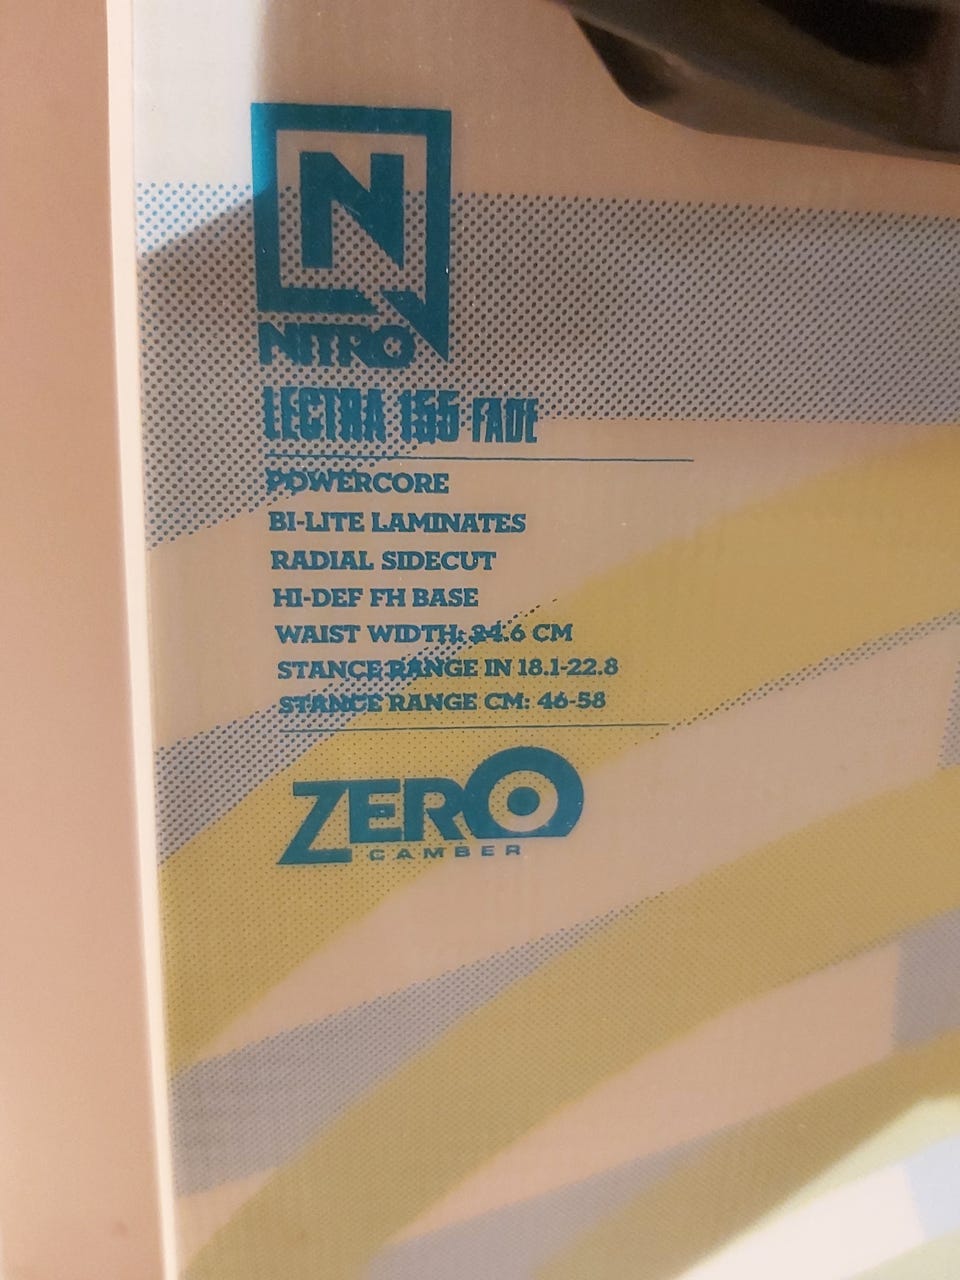 N
NITRO
LECTRA 155 FADE
POWERCORE
BI-LITE LAMINATES
RADIAL SIDECUT
HI-DEF FH BASE
WAIST WIDTH: 24.6 CM
STANCE RANGE IN 18.1-22.8
STANCE RANGE CM: 46-58
ZERO
CAMBER